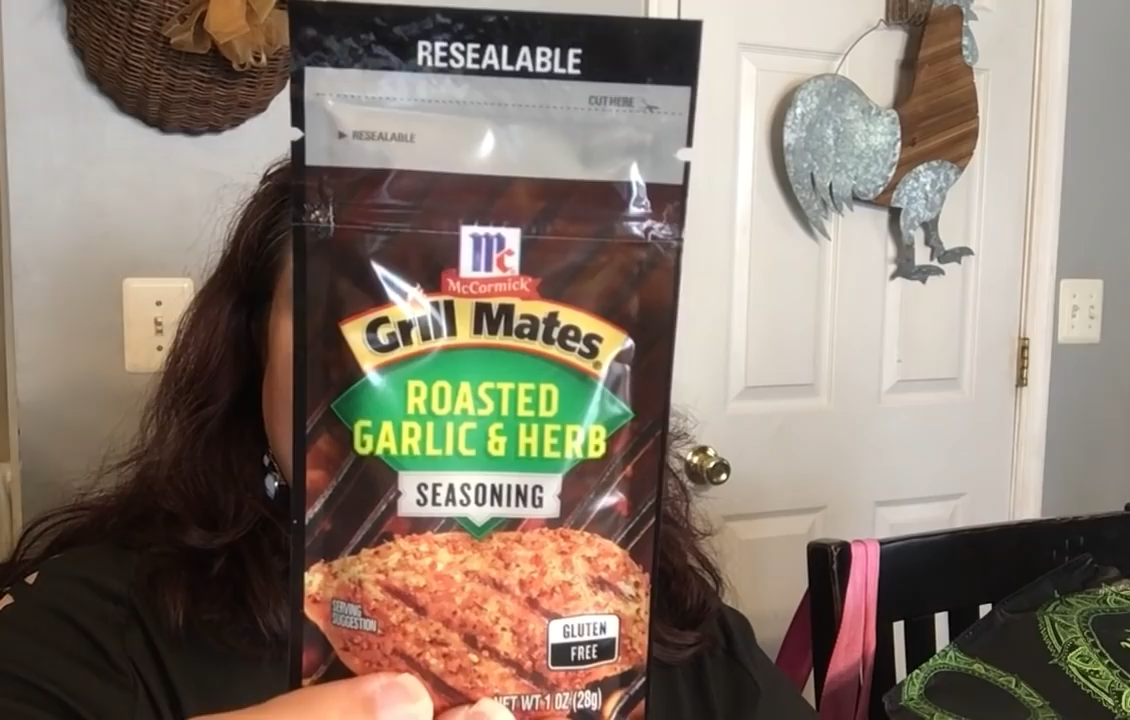 RESEALABLE
CUT HERE
RESEALABLE
Mc
McCormick®
Grill Mates®
ROASTED
GARLIC & HERB
SEASONING
SERVING
SUGGESTION
GLUTEN
FREE
NET WT 1 OZ (28g)